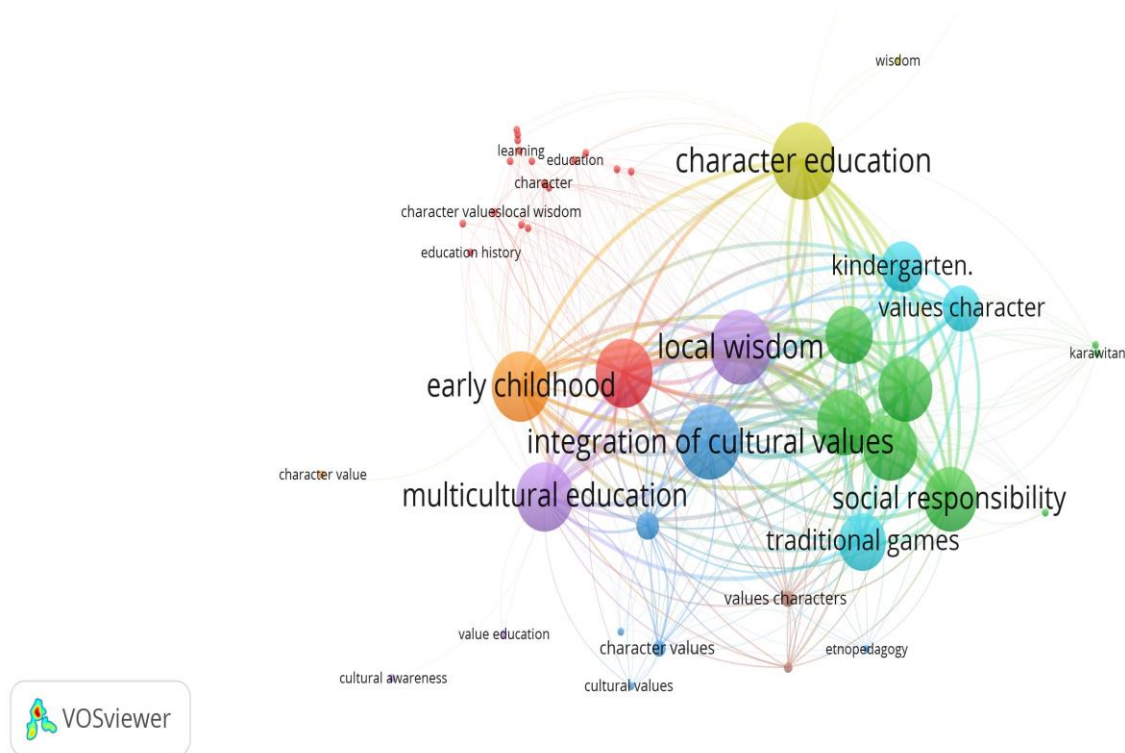 wisdom
learning
education
character education
character
character values
local wisdom
education history
kindergarten.
values character
local wisdom
karawitan
early childhood
integration of cultural values
character value
multicultural education
social responsibility
traditional games
values characters
value education
character values
etnopedagogy
cultural awareness
cultural values
VOSviewer